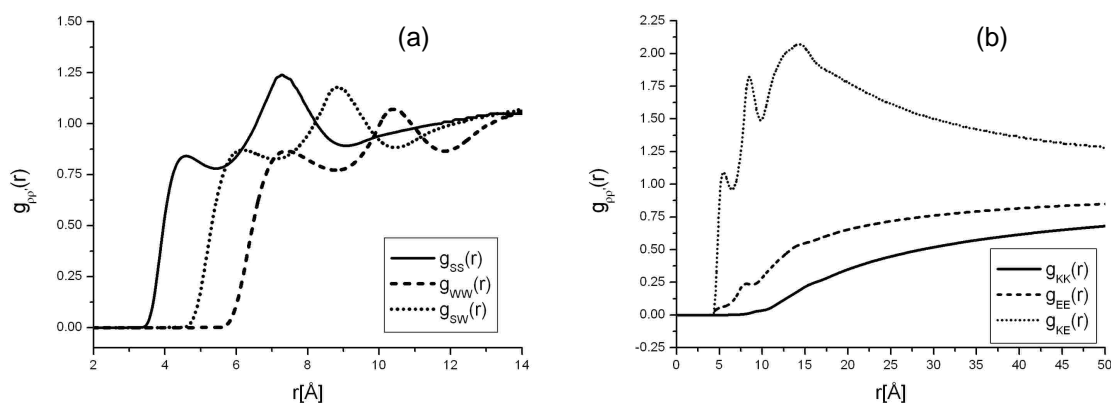 (a)
1.50
1.25
1.00
0.75
0.50
0.25
0.00
gρρ'(r)
2 4 6 8 10 12 14
r[Å]
gSS(r)
gWW(r)
gSW(r)
(b)
2.25
2.00
1.75
1.50
1.25
1.00
0.75
0.50
0.25
0.00
-0.25
gρρ'(r)
0 5 10 15 20 25 30 35 40 45 50
r[Å]
gKK(r)
gEE(r)
gKE(r)